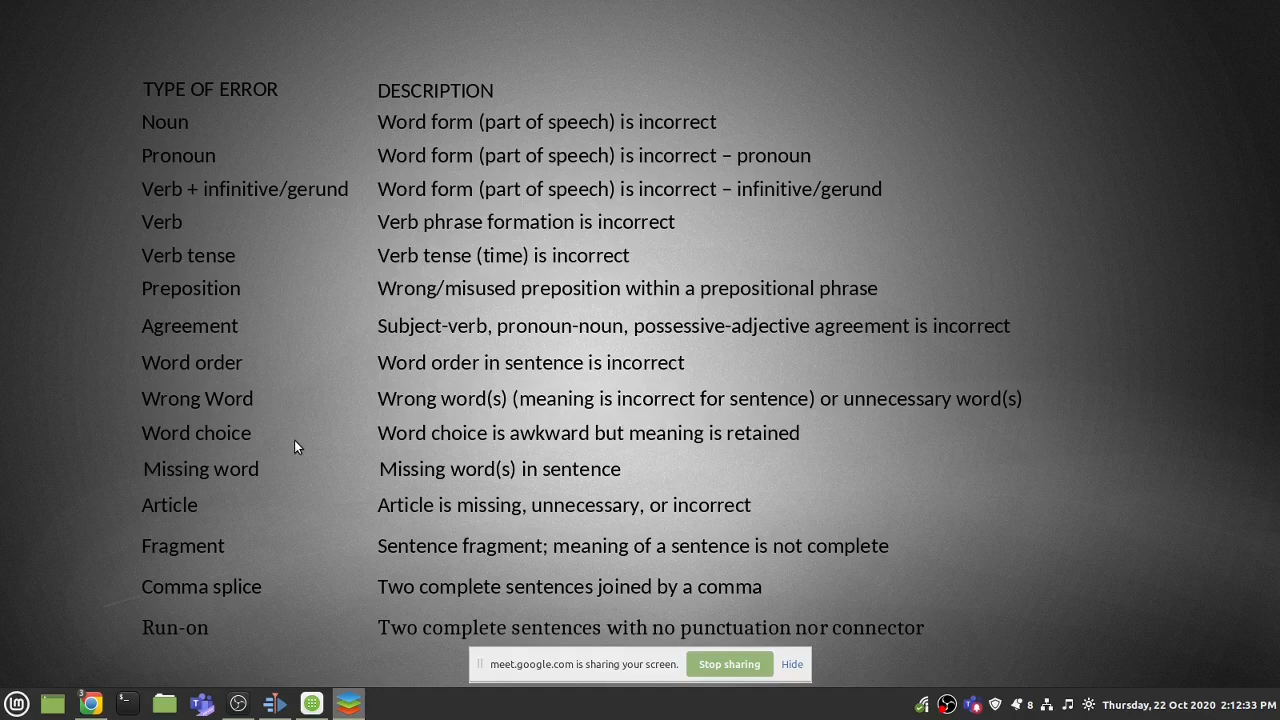 TYPE OF ERROR DESCRIPTION
Noun Word form (part of speech) is incorrect
Pronoun Word form (part of speech) is incorrect – pronoun
Verb + infinitive/gerund Word form (part of speech) is incorrect – infinitive/gerund
Verb Verb phrase formation is incorrect
Verb tense Verb tense (time) is incorrect
Preposition Wrong/misused preposition within a prepositional phrase
Agreement Subject-verb, pronoun-noun, possessive-adjective agreement is incorrect
Word order Word order in sentence is incorrect
Wrong Word Wrong word(s) (meaning is incorrect for sentence) or unnecessary word(s)
Word choice Word choice is awkward but meaning is retained
Missing word Missing word(s) in sentence
Article Article is missing, unnecessary, or incorrect
Fragment Sentence fragment; meaning of a sentence is not complete
Comma splice Two complete sentences joined by a comma
Run-on Two complete sentences with no punctuation nor connector
meet.google.com is sharing your screen. Stop sharing Hide
3 8 Thursday, 22 Oct 2020 2:12:33 PM